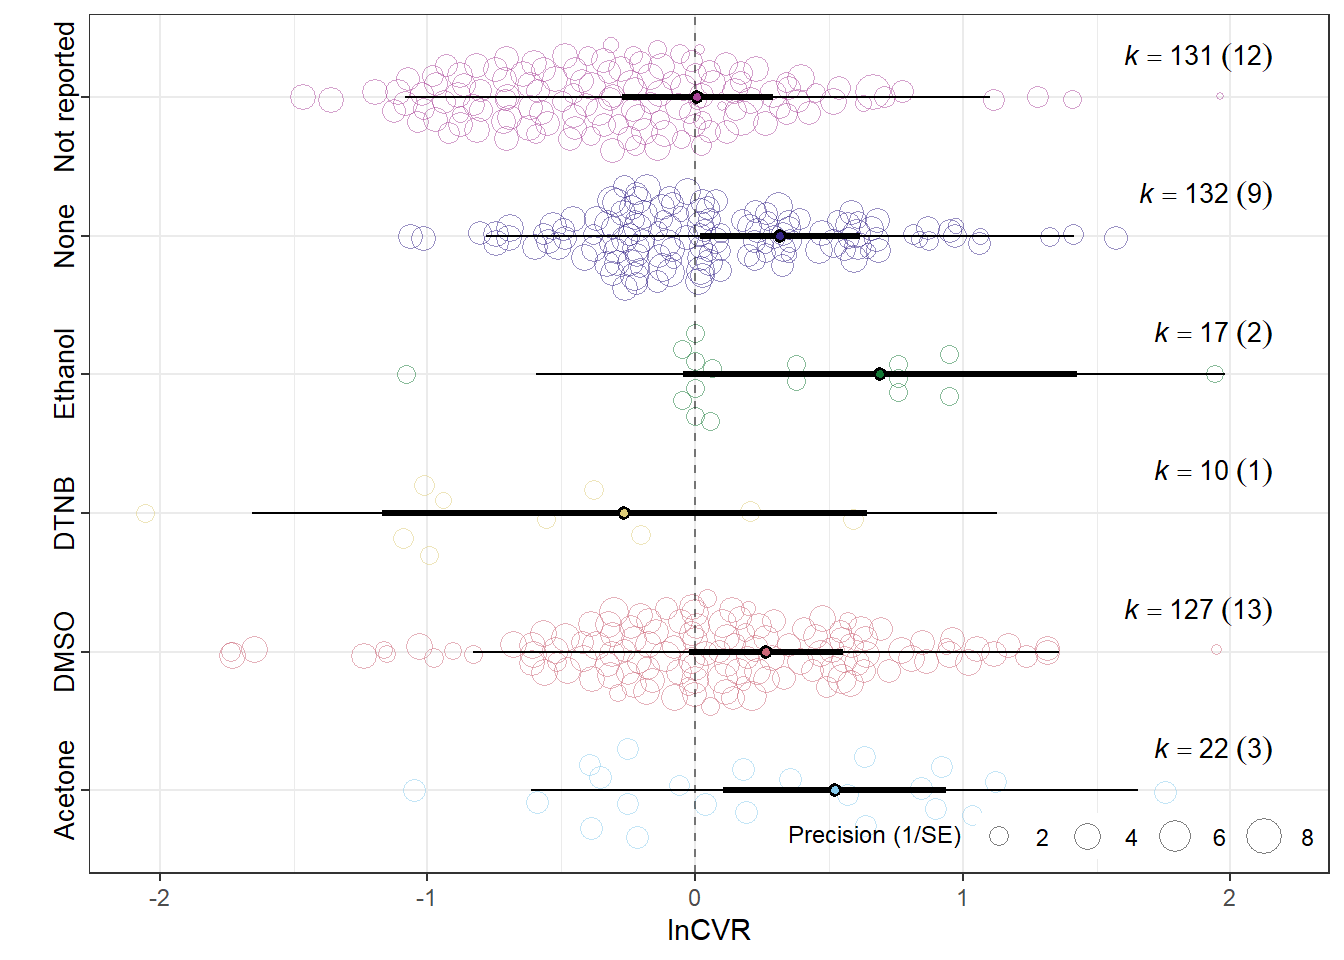 Not reported
k = 131 (12)
None
k = 132 (9)
Ethanol
k = 17 (2)
DTNB
k = 10 (1)
DMSO
k = 127 (13)
Acetone
k = 22 (3)
Precision (1/SE) 2 4 6 8
-2 -1 0 1 2
lnCVR